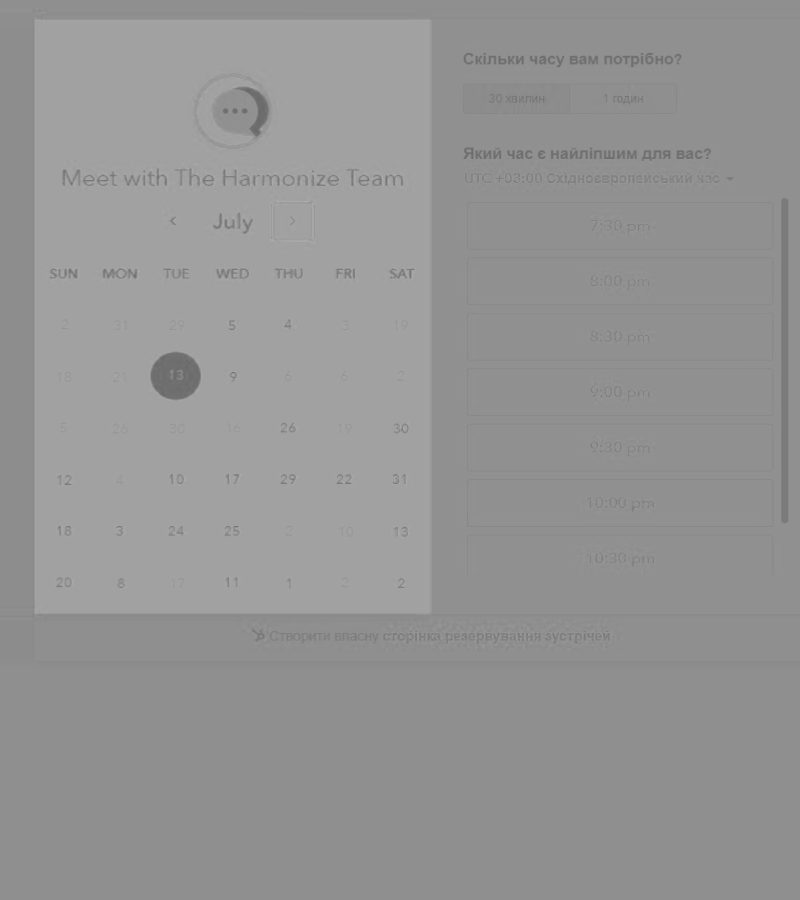 Meet with The Harmonize Team
July
SUN MON TUE WED THU FRI SAT
2 31 29 5 4 3 19
18 21 13 9 6 6 2
5 26 30 16 26 19 30
12 4 10 17 29 22 31
18 3 24 25 2 10 13
20 8 17 11 1 2 2
Скільки часу вам потрібно?
30 хвилин 1 годин
Який час є найліпшим для вас?
UTC +03:00 Східноєвропейський час
7:30 pm
8:00 pm
8:30 pm
9:00 pm
9:30 pm
10:00 pm
10:30 pm
Створити власну сторінка резервування зустрічей